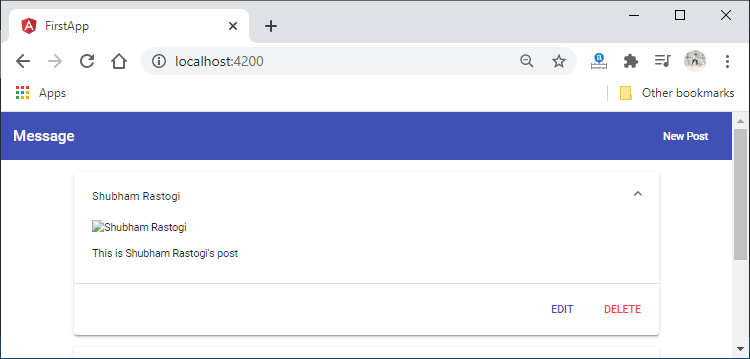 FirstApp
localhost:4200
Apps
Other bookmarks
Message
New Post
Shubham Rastogi
Shubham Rastogi
This is Shubham Rastogi's post
EDIT
DELETE